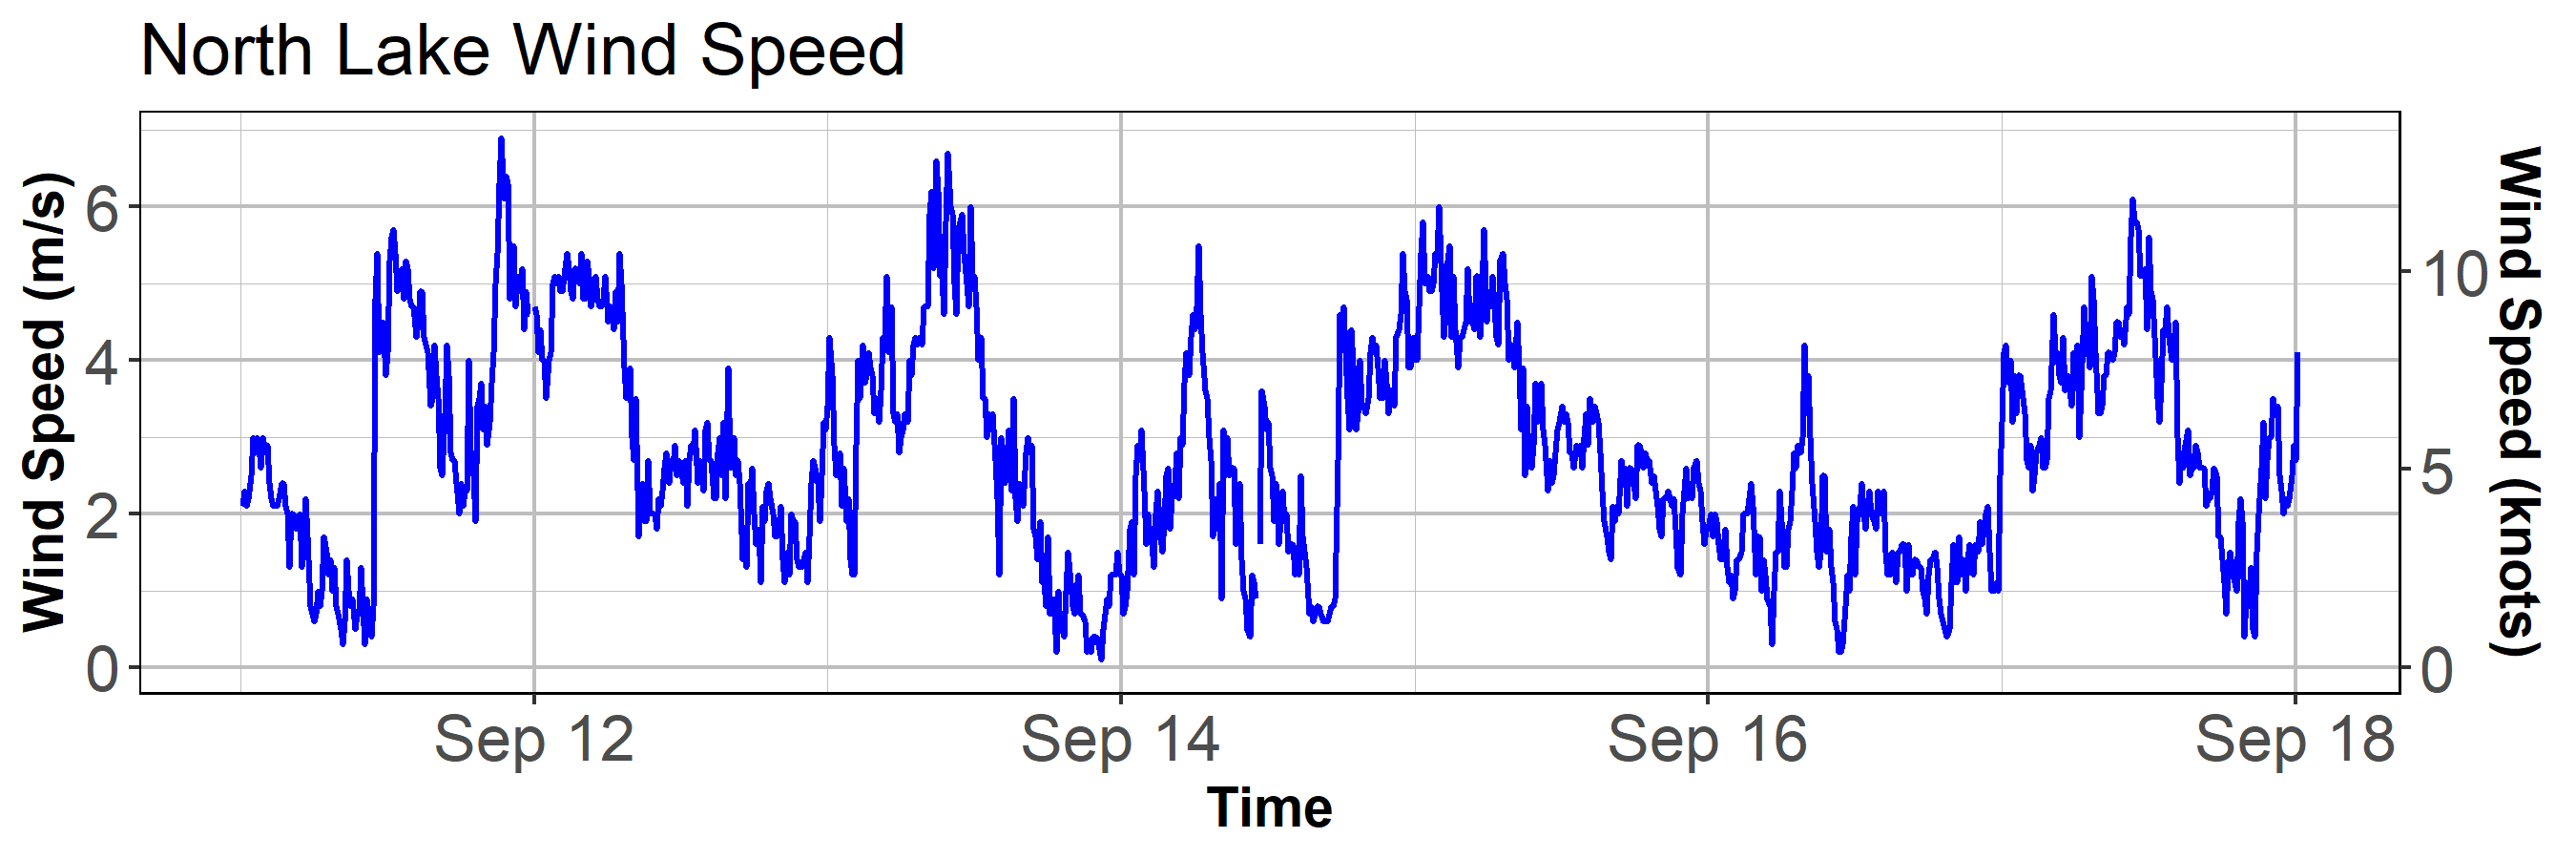 North Lake Wind Speed
Wind Speed (m/s)
6
4
2
0
10
5
0
Wind Speed (knots)
Sep 12
Sep 14
Sep 16
Sep 18
Time